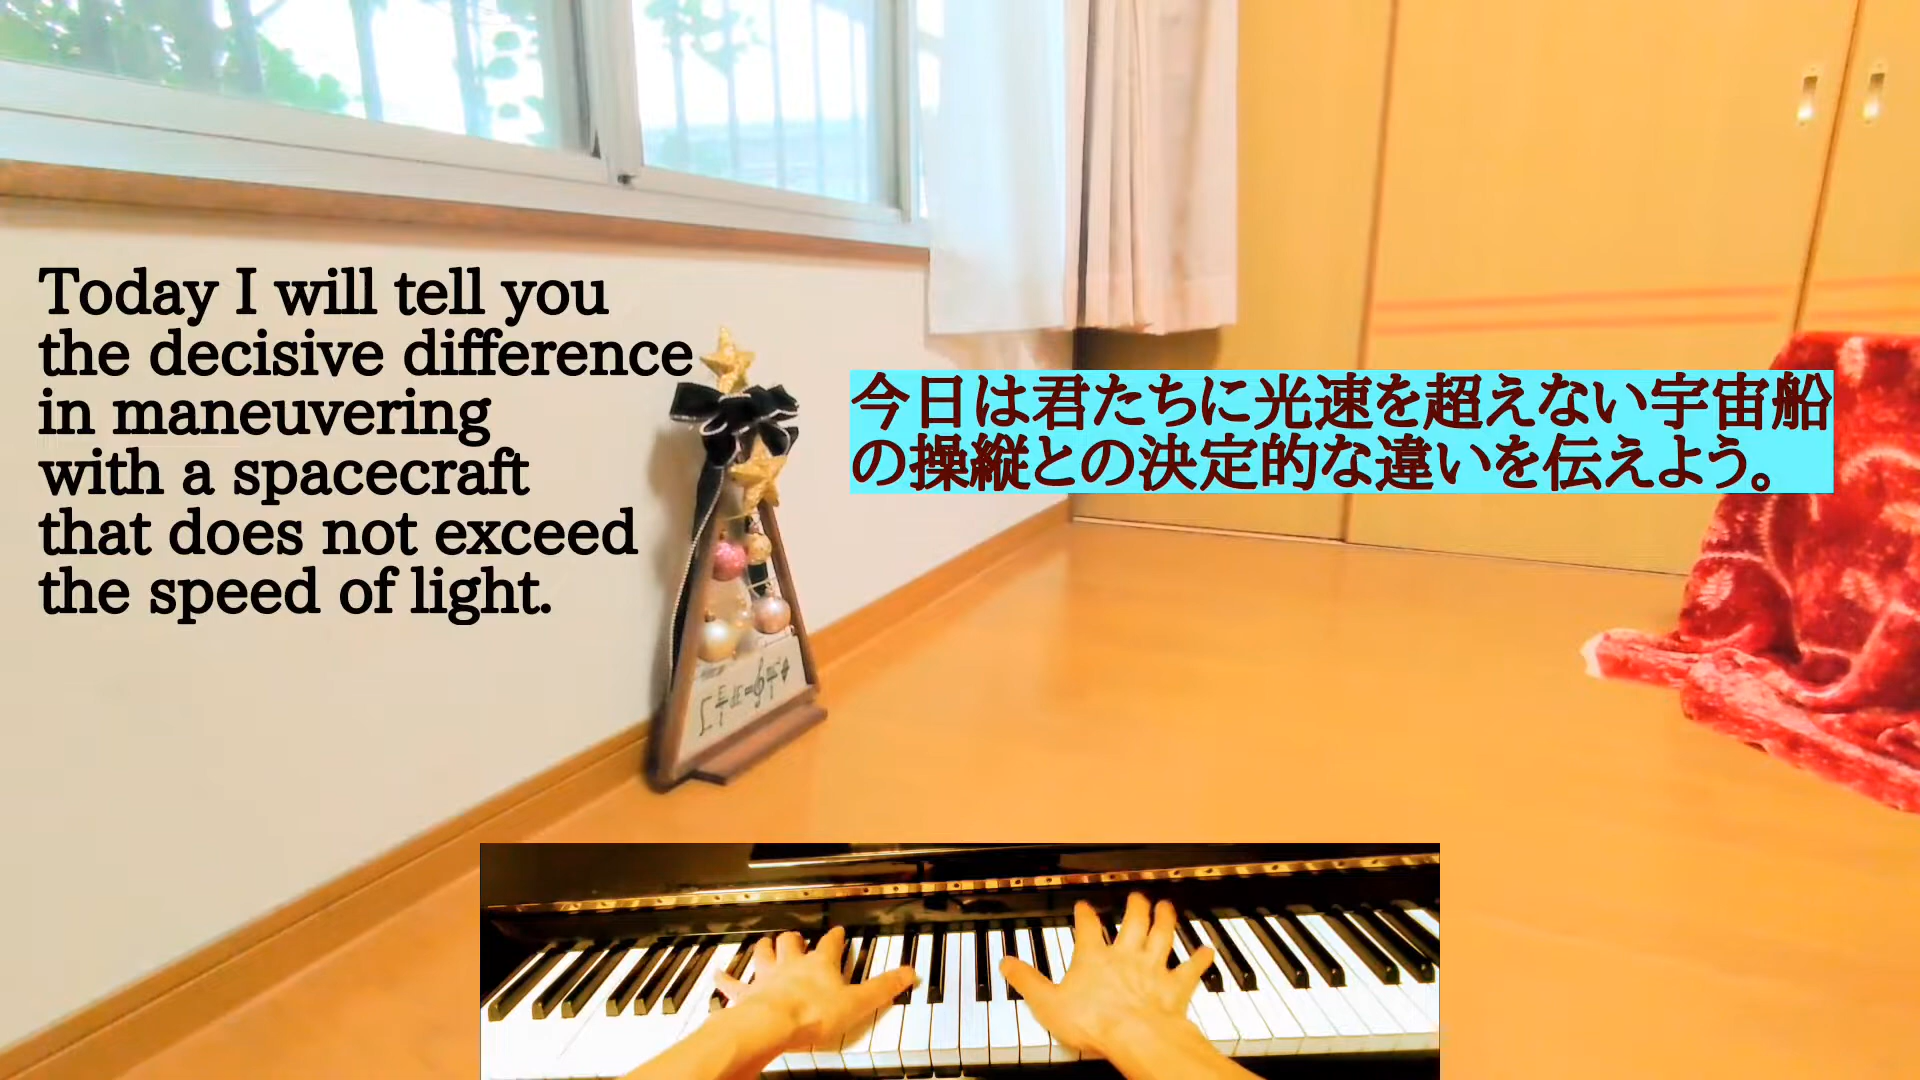 Today I will tell you
the decisive difference
in maneuvering
with a spacecraft
that does not exceed
the speed of light.
今日は君たちに光速を超えない宇宙船
の操縦との決定的な違いを伝えよう。